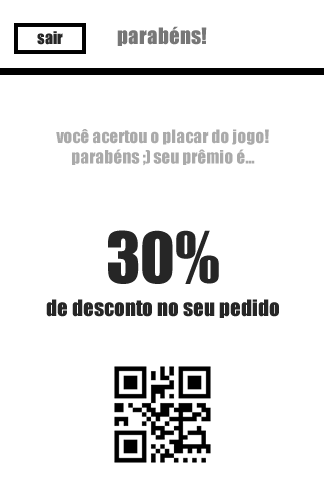 sair
parabéns!
você acertou o placar do jogo!
parabéns ;) seu prêmio é...
30%
de desconto no seu pedido